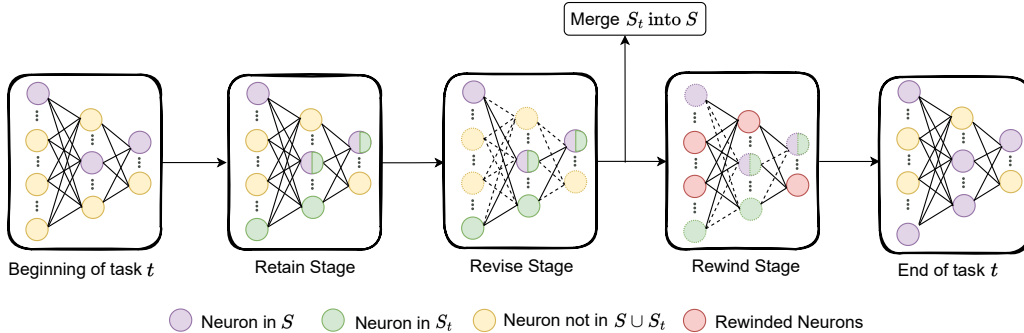 Merge S_t into S
Beginning of task t
Retain Stage
Revise Stage
Rewind Stage
End of task t
Neuron in S
Neuron in S_t
Neuron not in S ∪ S_t
Rewinded Neurons